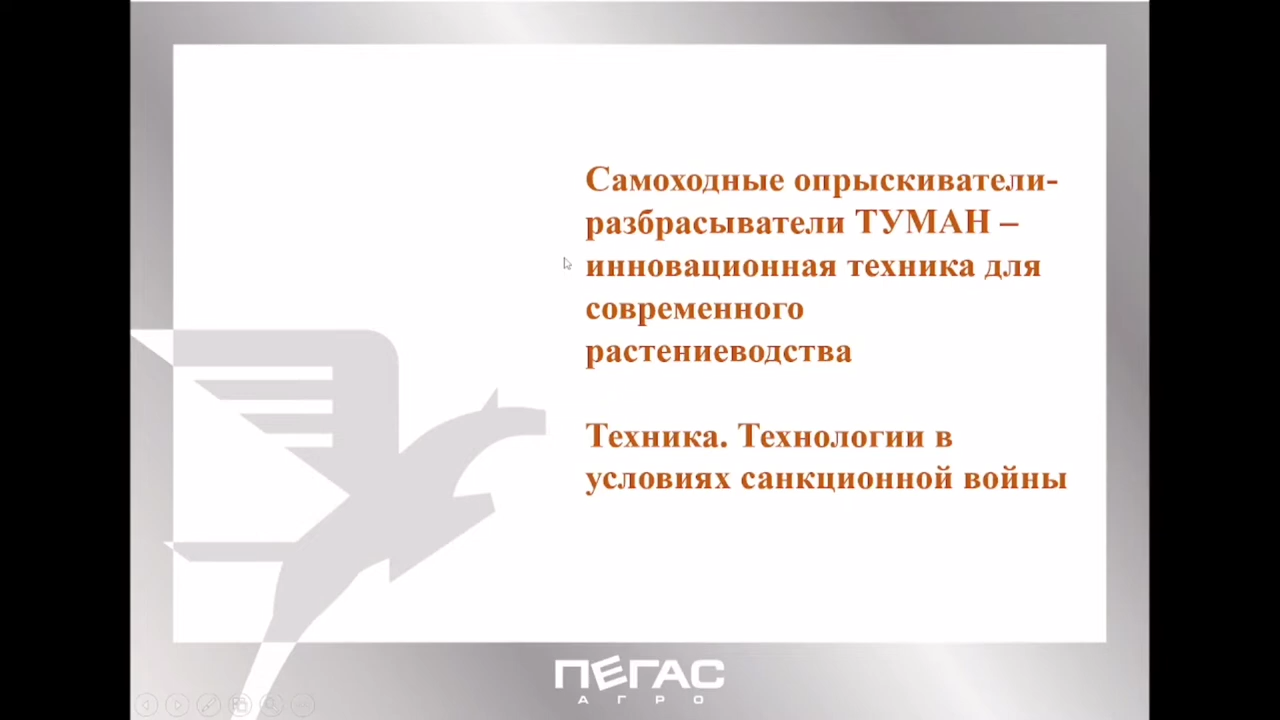 Самоходные опрыскиватели-
разбрасыватели ТУМАН –
инновационная техника для
современного
растениеводства
Техника. Технологии в
условиях санкционной войны
ПЕГАС
АГРО